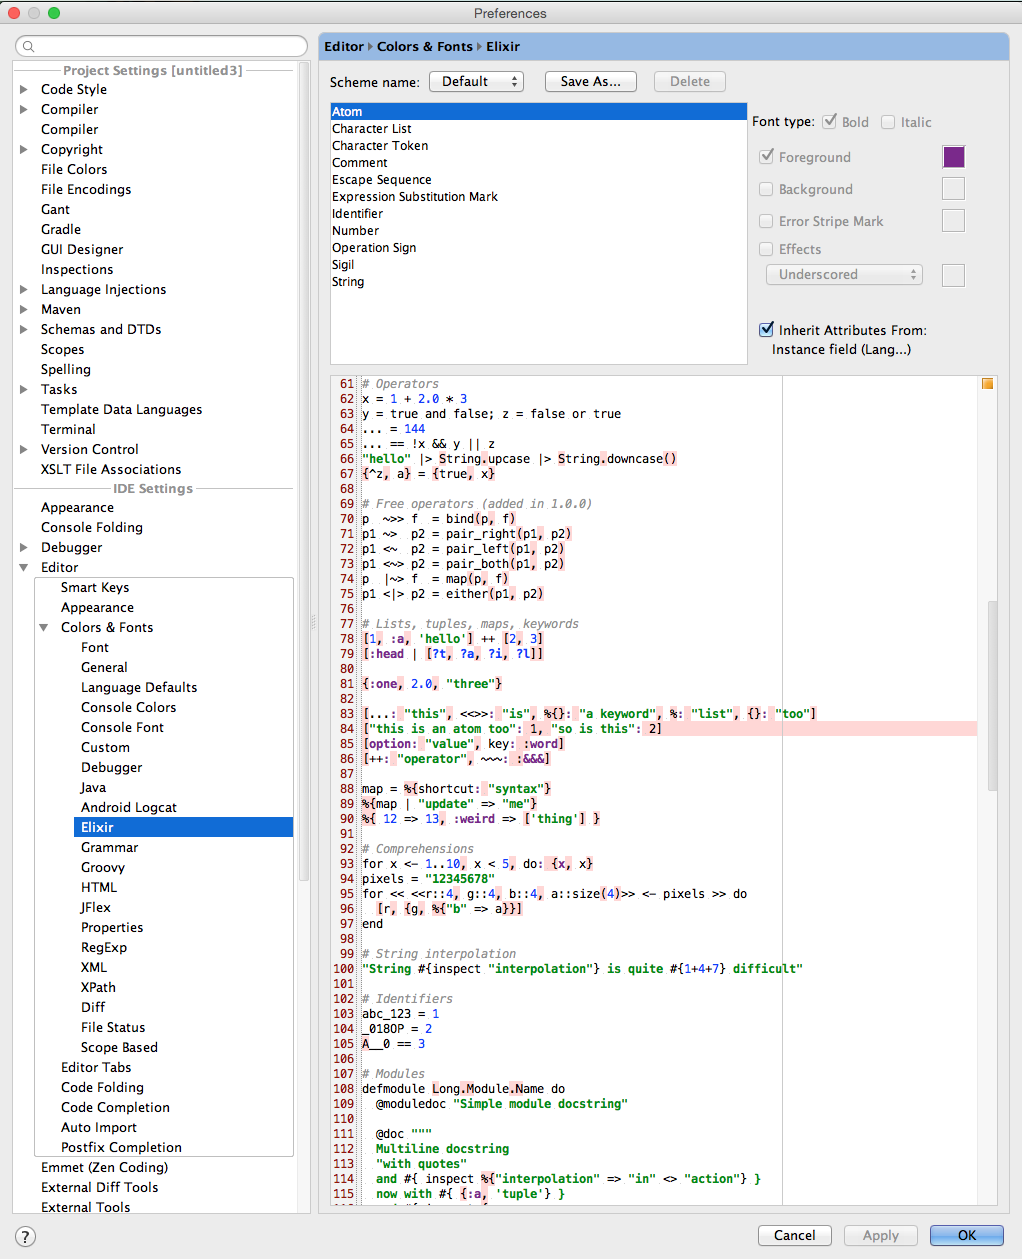 Preferences
Project Settings [untitled3]
Code Style
Compiler
Compiler
Copyright
File Colors
File Encodings
Gant
Gradle
GUI Designer
Inspections
Language Injections
Maven
Schemas and DTDs
Scopes
Spelling
Tasks
Template Data Languages
Terminal
Version Control
XSLT File Associations
IDE Settings
Appearance
Console Folding
Debugger
Editor
Smart Keys
Appearance
Colors & Fonts
Font
General
Language Defaults
Console Colors
Console Font
Custom
Debugger
Java
Android Logcat
Elixir
Grammar
Groovy
HTML
JFlex
Properties
RegExp
XML
XPath
Diff
File Status
Scope Based
Editor Tabs
Code Folding
Code Completion
Auto Import
Postfix Completion
Emmet (Zen Coding)
External Diff Tools
External Tools
?
Editor › Colors & Fonts › Elixir
Scheme name: Default Save As... Delete
Atom
Character List
Character Token
Comment
Escape Sequence
Expression Substitution Mark
Identifier
Number
Operation Sign
Sigil
String
Font type: Bold Italic
Foreground
Background
Error Stripe Mark
Effects
Underscored
Inherit Attributes From:
Instance field (Lang...)
61 # Operators
62 x = 1 + 2.0 * 3
63 y = true and false; z = false or true
64 ... = 144
65 ... == !x && y || z
66 "hello" |> String.upcase |> String.downcase()
67 {^z, a} = {true, x}
68
69 # Free operators (added in 1.0.0)
70 p  ~>> f  = bind(p, f)
71 p1 ~>  p2 = pair_right(p1, p2)
72 p1 <~  p2 = pair_left(p1, p2)
73 p1 <~> p2 = pair_both(p1, p2)
74 p  |~> f  = map(p, f)
75 p1 <|> p2 = either(p1, p2)
76
77 # Lists, tuples, maps, keywords
78 [1, :a, 'hello'] ++ [2, 3]
79 [:head | [?t, ?a, ?i, ?l]]
80
81 {:one, 2.0, "three"}
82
83 [...: "this", <<>>: "is", %{}: "a keyword", %: "list", {}: "too"]
84 ["this is an atom too": 1, "so is this": 2]
85 [option: "value", key: :word]
86 [++: "operator", ~~~: :&&&]
87
88 map = %{shortcut: "syntax"}
89 %{map | "update" => "me"}
90 %{ 12 => 13, :weird => ['thing'] }
91
92 # Comprehensions
93 for x <- 1..10, x < 5, do: {x, x}
94 pixels = "12345678"
95 for << <<r::4, g::4, b::4, a::size(4)>> <- pixels >> do
96   [r, {g, %{"b" => a}}]
97 end
98
99 # String interpolation
100 "String #{inspect "interpolation"} is quite #{1+4+7} difficult"
101
102 # Identifiers
103 abc_123 = 1
104 _018OP = 2
105 A__0 == 3
106
107 # Modules
108 defmodule Long.Module.Name do
109   @moduledoc "Simple module docstring"
110
111   @doc """
112   Multiline docstring
113   "with quotes"
114   and #{ inspect %{"interpolation" => "in" <> "action"} }
115   now with #{ {:a, 'tuple'} }
Cancel Apply OK